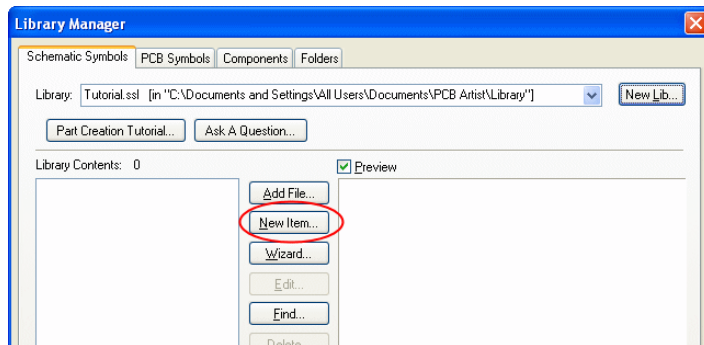 Library Manager
Schematic Symbols PCB Symbols Components Folders
Library: Tutorial.ssl [in "C:\Documents and Settings\All Users\Documents\PCB Artist\Library"] New Lib...
Part Creation Tutorial... Ask A Question...
Library Contents: 0 Preview
Add File...
New Item...
Wizard...
Edit...
Find...
Delete...